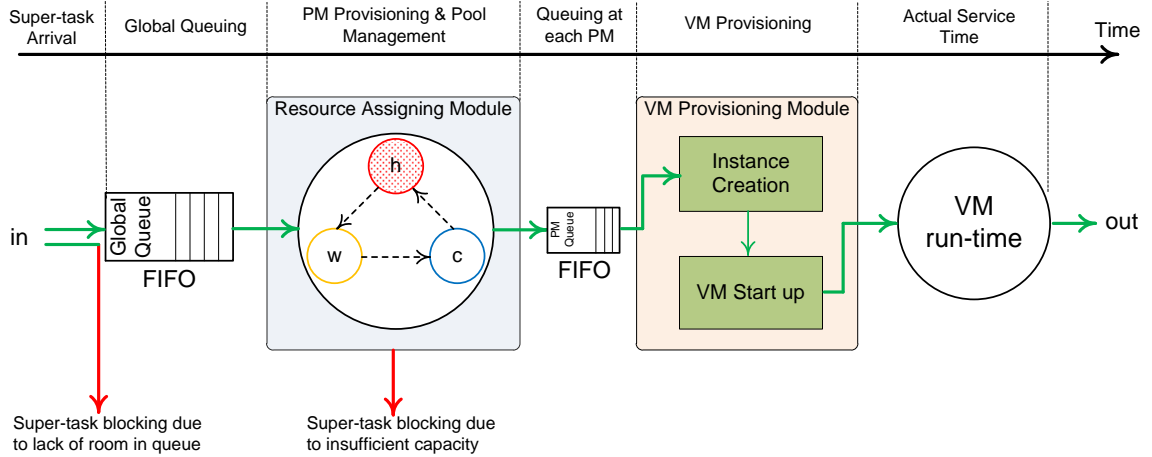 Super-task
Arrival
Global Queuing
PM Provisioning & Pool
Management
Queuing at
each PM
VM Provisioning
Actual Service
Time
Time
Resource Assigning Module
VM Provisioning Module
h
w
c
in
Global
Queue
FIFO
PM
Queue
FIFO
Instance
Creation
VM Start up
VM
run-time
out
Super-task blocking due
to lack of room in queue
Super-task blocking due
to insufficient capacity